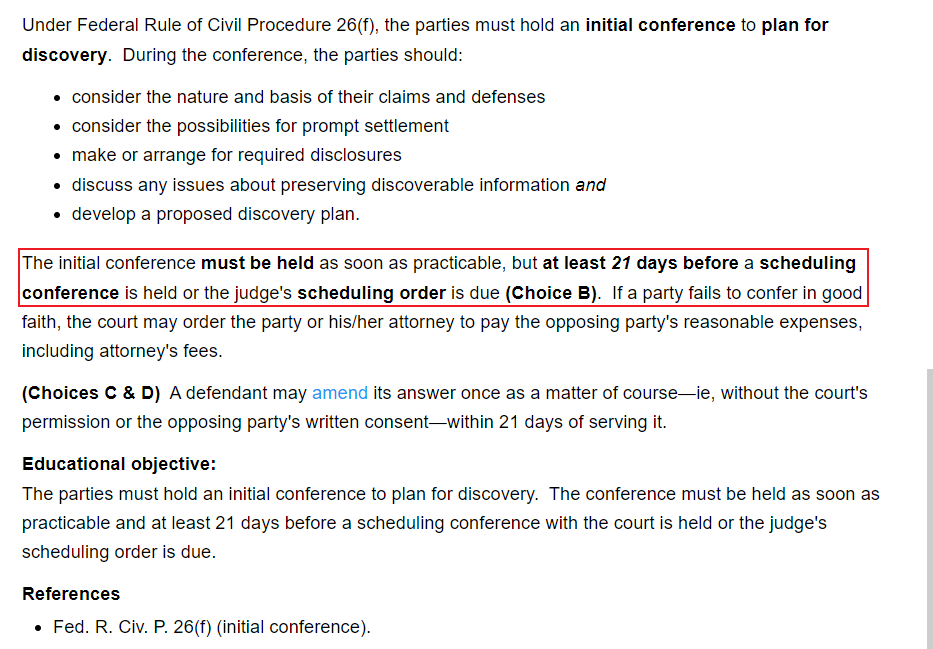 Under Federal Rule of Civil Procedure 26(f), the parties must hold an initial conference to plan for
discovery.  During the conference, the parties should:
• consider the nature and basis of their claims and defenses
• consider the possibilities for prompt settlement
• make or arrange for required disclosures
• discuss any issues about preserving discoverable information and
• develop a proposed discovery plan.
The initial conference must be held as soon as practicable, but at least 21 days before a scheduling
conference is held or the judge's scheduling order is due (Choice B).  If a party fails to confer in good
faith, the court may order the party or his/her attorney to pay the opposing party's reasonable expenses,
including attorney's fees.
(Choices C & D)  A defendant may amend its answer once as a matter of course—ie, without the court's
permission or the opposing party's written consent—within 21 days of serving it.
Educational objective:
The parties must hold an initial conference to plan for discovery.  The conference must be held as soon as
practicable and at least 21 days before a scheduling conference with the court is held or the judge's
scheduling order is due.
References
• Fed. R. Civ. P. 26(f) (initial conference).